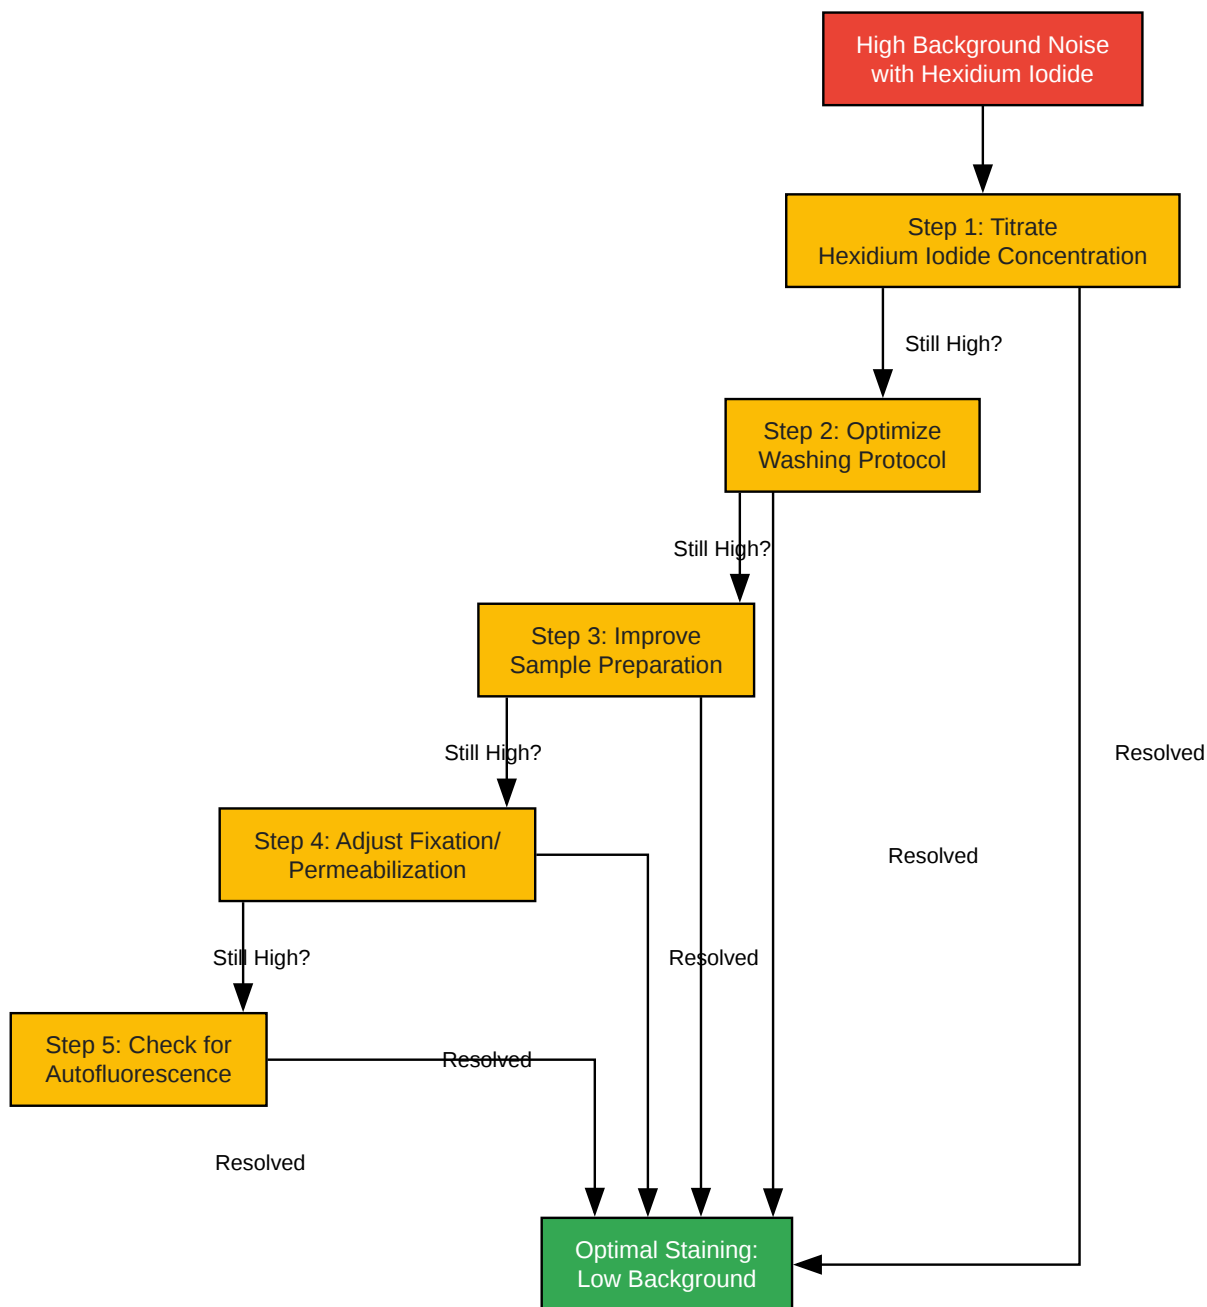 High Background Noise
with Hexidium Iodide
Step 1: Titrate
Hexidium Iodide Concentration
Still High?
Step 2: Optimize
Washing Protocol
Still High?
Step 3: Improve
Sample Preparation
Still High?
Resolved
Step 4: Adjust Fixation/
Permeabilization
Resolved
Still High?
Resolved
Step 5: Check for
Autofluorescence
Resolved
Resolved
Optimal Staining:
Low Background